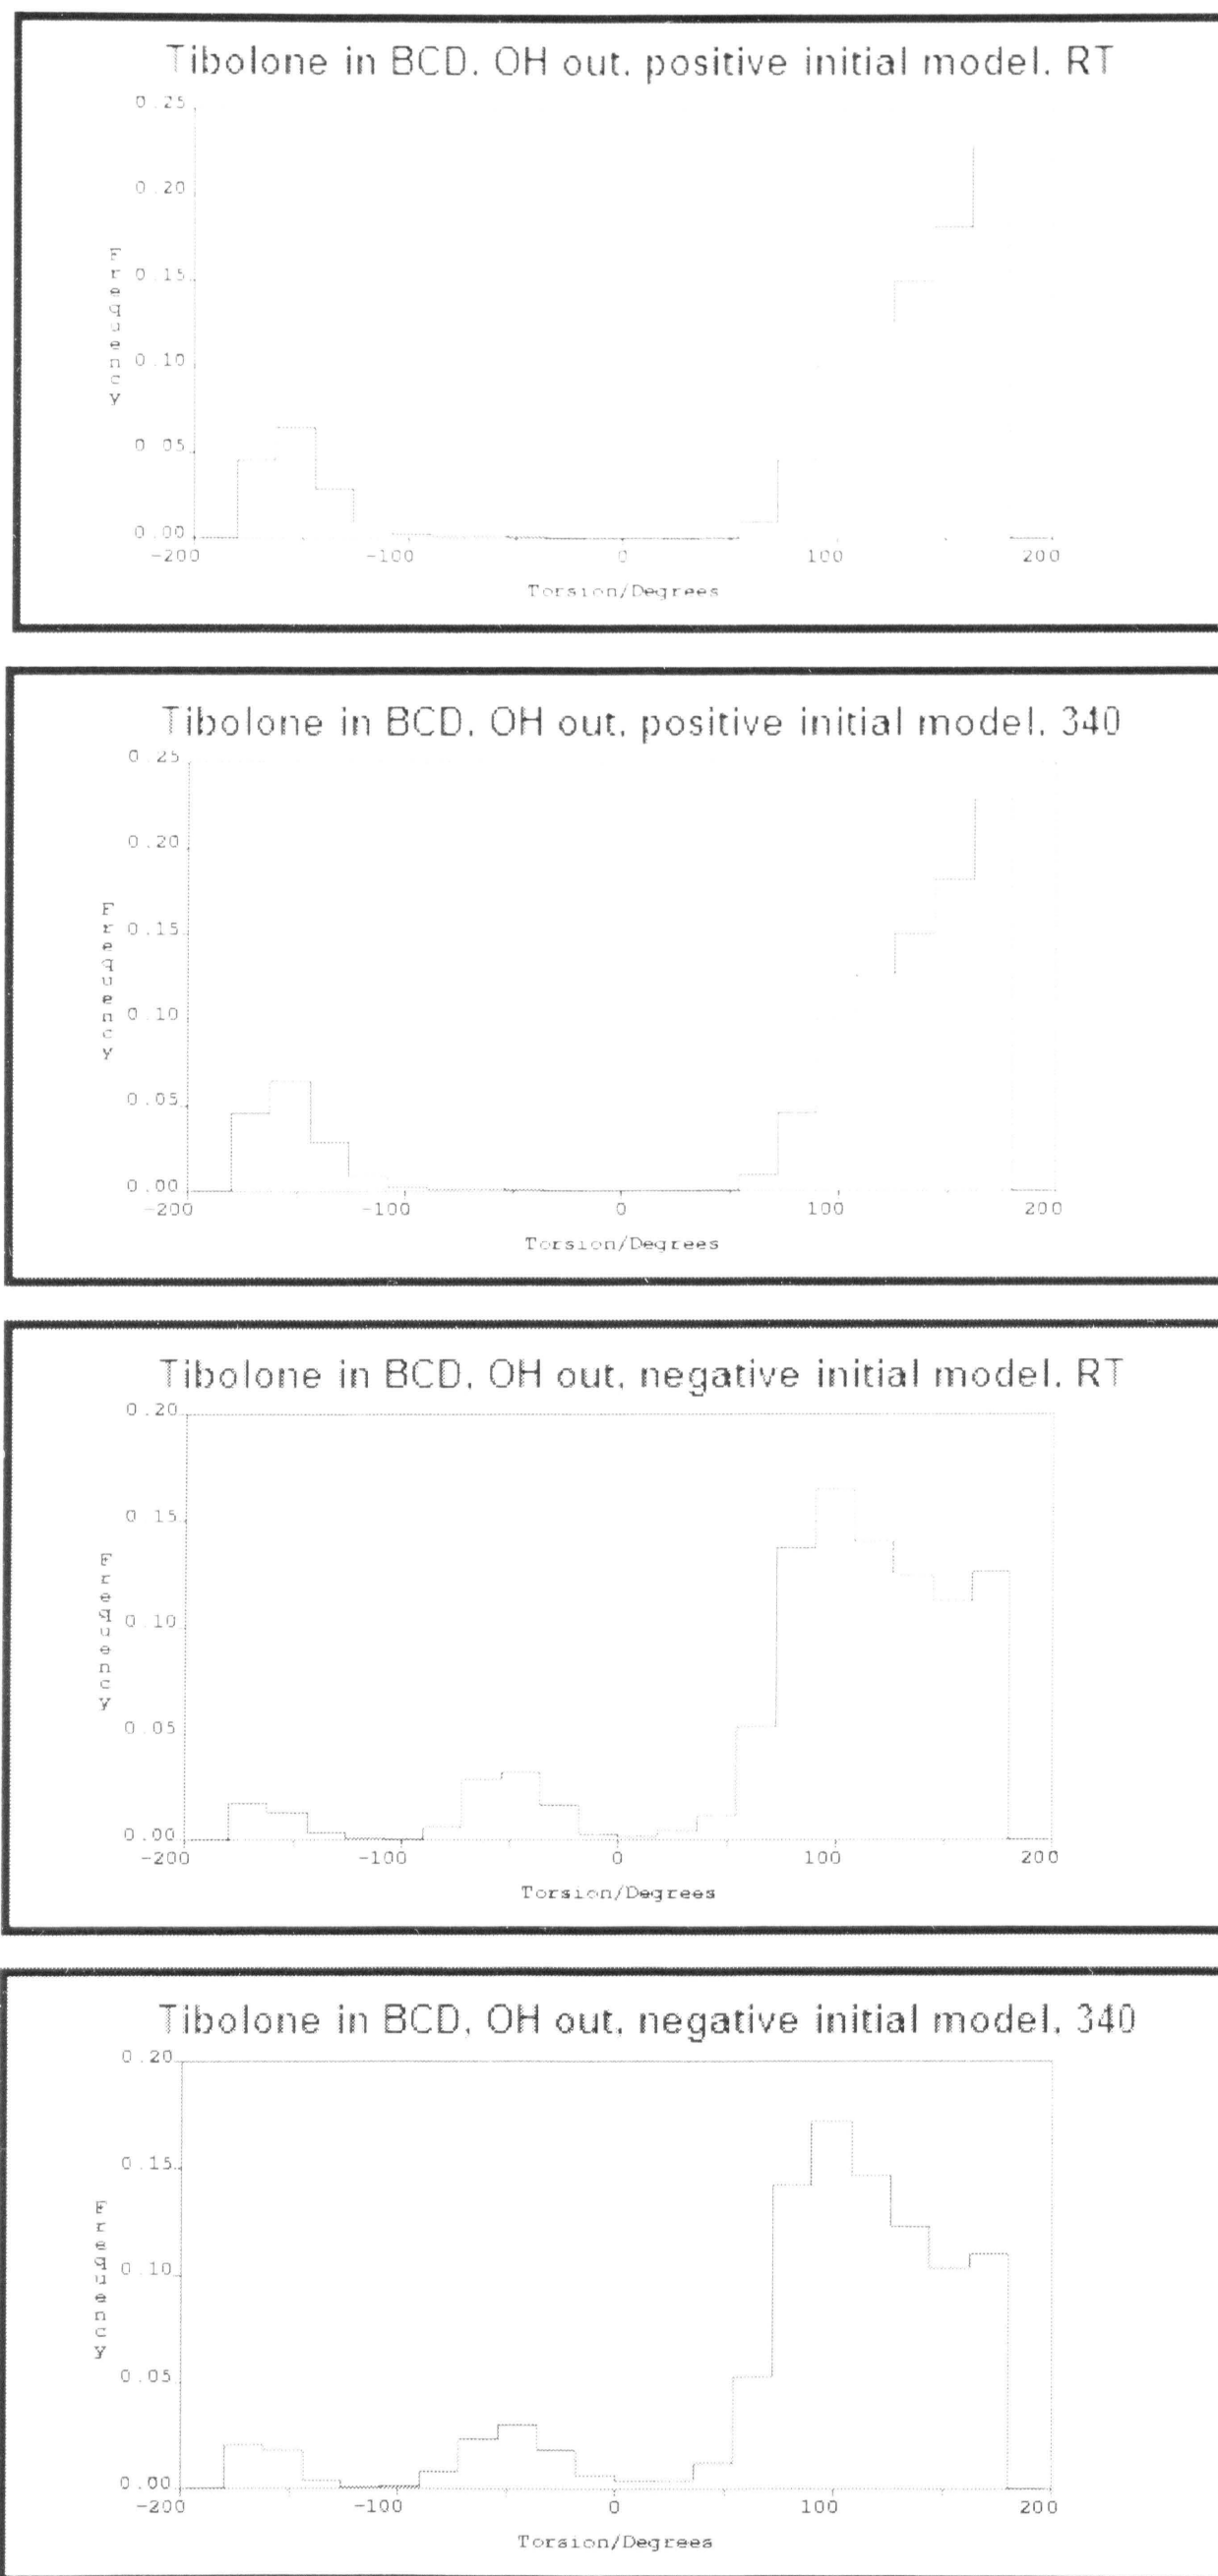 Tibolone in BCD, OH out, positive initial model, RT
0.25
0.20
0.15
0.10
0.05
0.00
Frequency
-200 -100 0 100 200
Torsion/Degrees
Tibolone in BCD, OH out, positive initial model, 340
0.25
0.20
0.15
0.10
0.05
0.00
Frequency
-200 -100 0 100 200
Torsion/Degrees
Tibolone in BCD, OH out, negative initial model, RT
0.20
0.15
0.10
0.05
0.00
Frequency
-200 -100 0 100 200
Torsion/Degrees
Tibolone in BCD, OH out, negative initial model, 340
0.20
0.15
0.10
0.05
0.00
Frequency
-200 -100 0 100 200
Torsion/Degrees